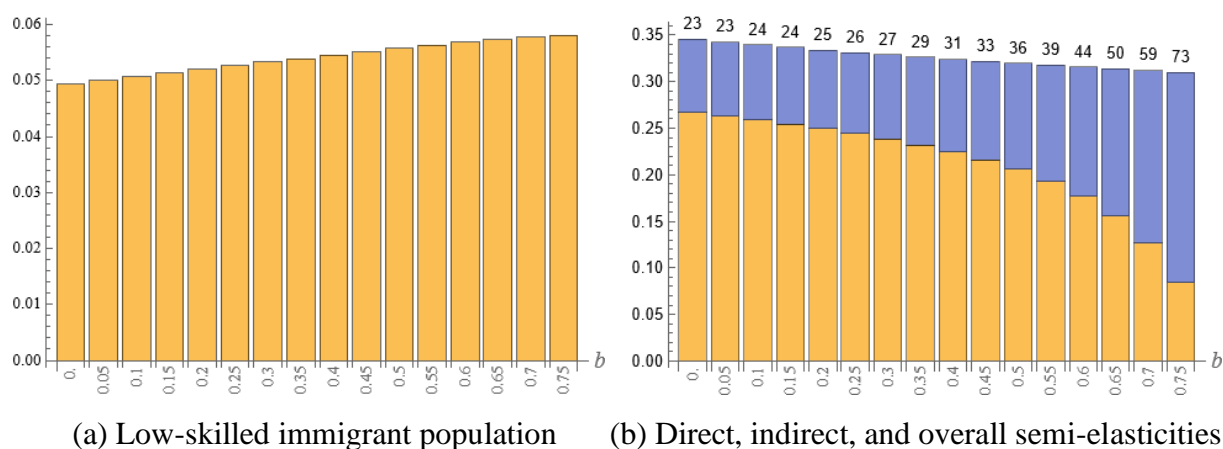 0.06
0.05
0.04
0.03
0.02
0.01
0.00
0. 0.05 0.1 0.15 0.2 0.25 0.3 0.35 0.4 0.45 0.5 0.55 0.6 0.65 0.7 0.75
b
(a) Low-skilled immigrant population
23 23 24 24 25 26 27 29 31 33 36 39 44 50 59 73
0.35
0.30
0.25
0.20
0.15
0.10
0.05
0.00
0. 0.05 0.1 0.15 0.2 0.25 0.3 0.35 0.4 0.45 0.5 0.55 0.6 0.65 0.7 0.75
b
(b) Direct, indirect, and overall semi-elasticities